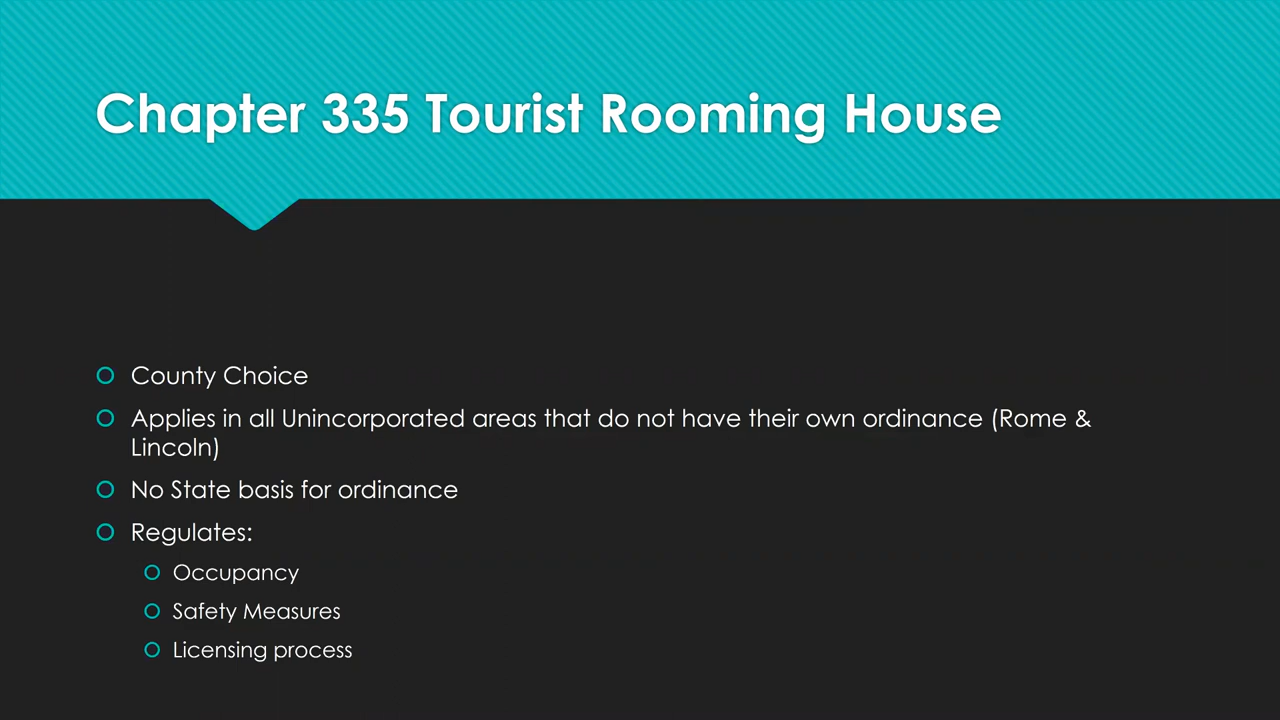 Chapter 335 Tourist Rooming House
County Choice
Applies in all Unincorporated areas that do not have their own ordinance (Rome &
Lincoln)
No State basis for ordinance
Regulates:
Occupancy
Safety Measures
Licensing process